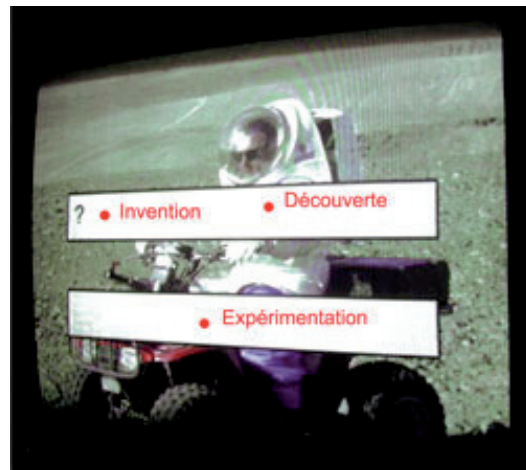 ? • Invention • Découverte
• Expérimentation